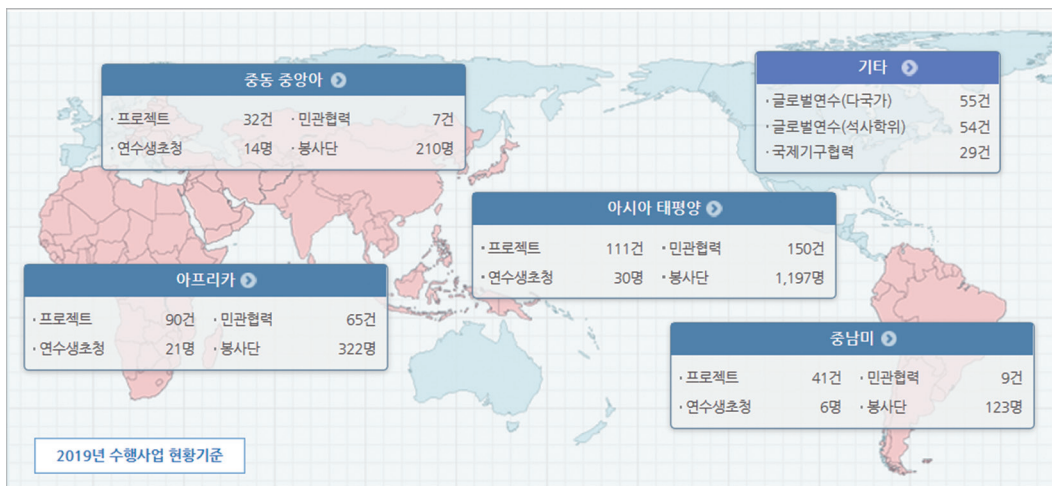 중동 중앙아
· 프로젝트 32건 · 민관협력 7건
· 연수생초청 14명 · 봉사단 210명
기타
· 글로벌연수(다국가) 55건
· 글로벌연수(석사학위) 54건
· 국제기구협력 29건
아시아 태평양
· 프로젝트 111건 · 민관협력 150건
· 연수생초청 30명 · 봉사단 1,197명
아프리카
· 프로젝트 90건 · 민관협력 65건
· 연수생초청 21명 · 봉사단 322명
중남미
· 프로젝트 41건 · 민관협력 9건
· 연수생초청 6명 · 봉사단 123명
2019년 수행사업 현황기준